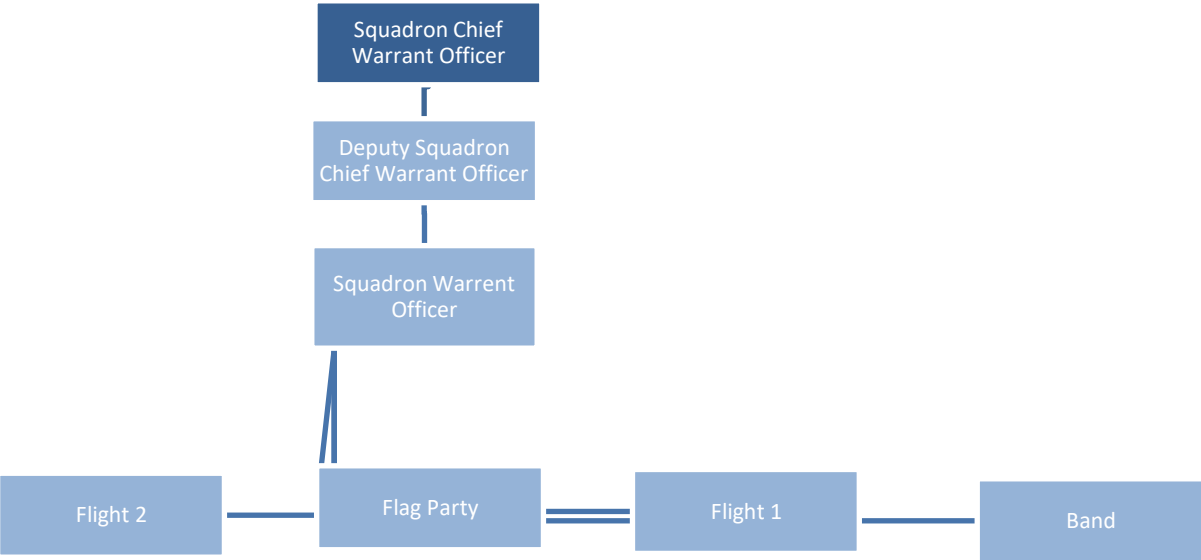 Squadron Chief
Warrant Officer
Deputy Squadron
Chief Warrant Officer
Squadron Warrent
Officer
Flight 2
Flag Party
Flight 1
Band